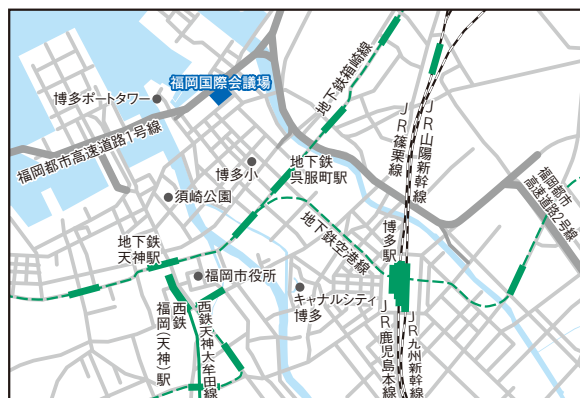 福岡国際会議場
博多ポートタワー
福岡都市高速道路1号線
地下鉄箱崎線
JR山陽新幹線
JR篠栗線
博多小
地下鉄
呉服町駅
須崎公園
福岡都市
高速道路2号線
地下鉄
天神駅
地下鉄空港線
博多駅
福岡市役所
キャナルシティ
博多
西鉄
福岡(天神)駅
西鉄天神大牟田線
JR鹿児島本線
JR九州新幹線